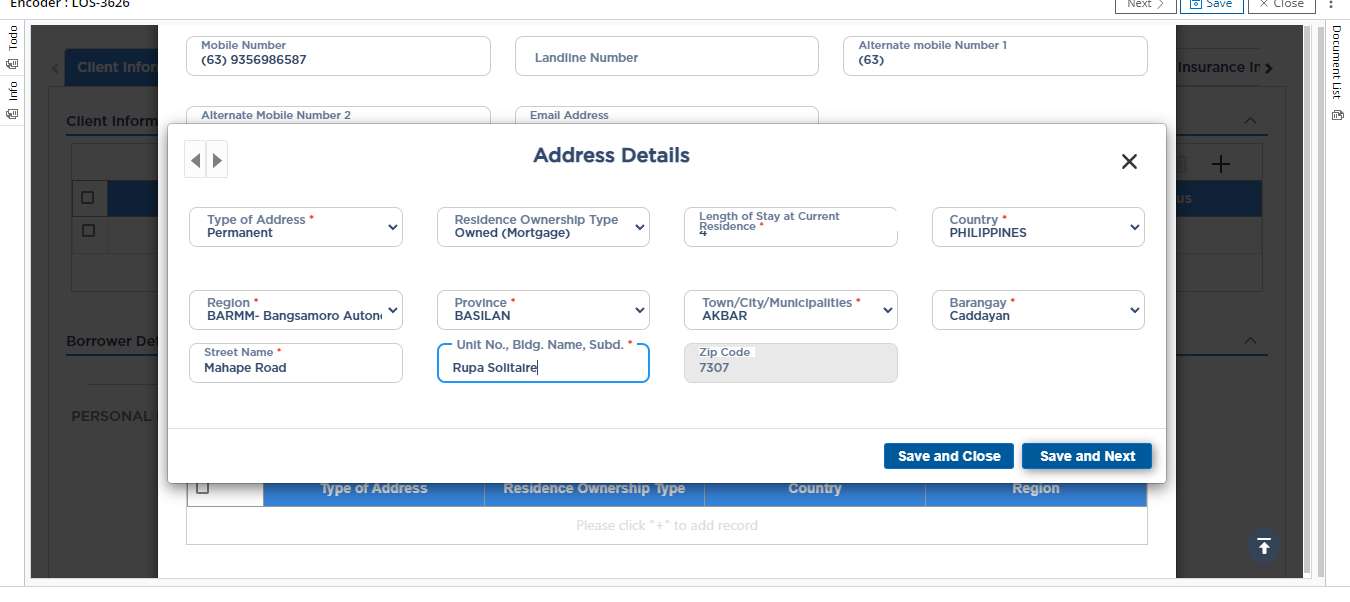 Encoder : LOS-3626
Next
Save
Close
Todo
Info
Document List
Client Infor
Insurance In
Mobile Number
(63) 9356986587
Landline Number
Alternate mobile Number 1
(63)
Alternate Mobile Number 2
Email Address
Client Inform
us
Borrower De
PERSONAL
Address Details
Type of Address *
Permanent
Residence Ownership Type
Owned (Mortgage)
Length of Stay at Current
Residence *
4
Country *
PHILIPPINES
Region *
BARMM- Bangsamoro Auton
Province *
BASILAN
Town/City/Municipalities *
AKBAR
Barangay *
Caddayan
Street Name *
Mahape Road
Unit No., Bldg. Name, Subd. *
Rupa Solitaire
Zip Code
7307
Save and Close
Save and Next
Type of Address
Residence Ownership Type
Country
Region
Please click "+" to add record